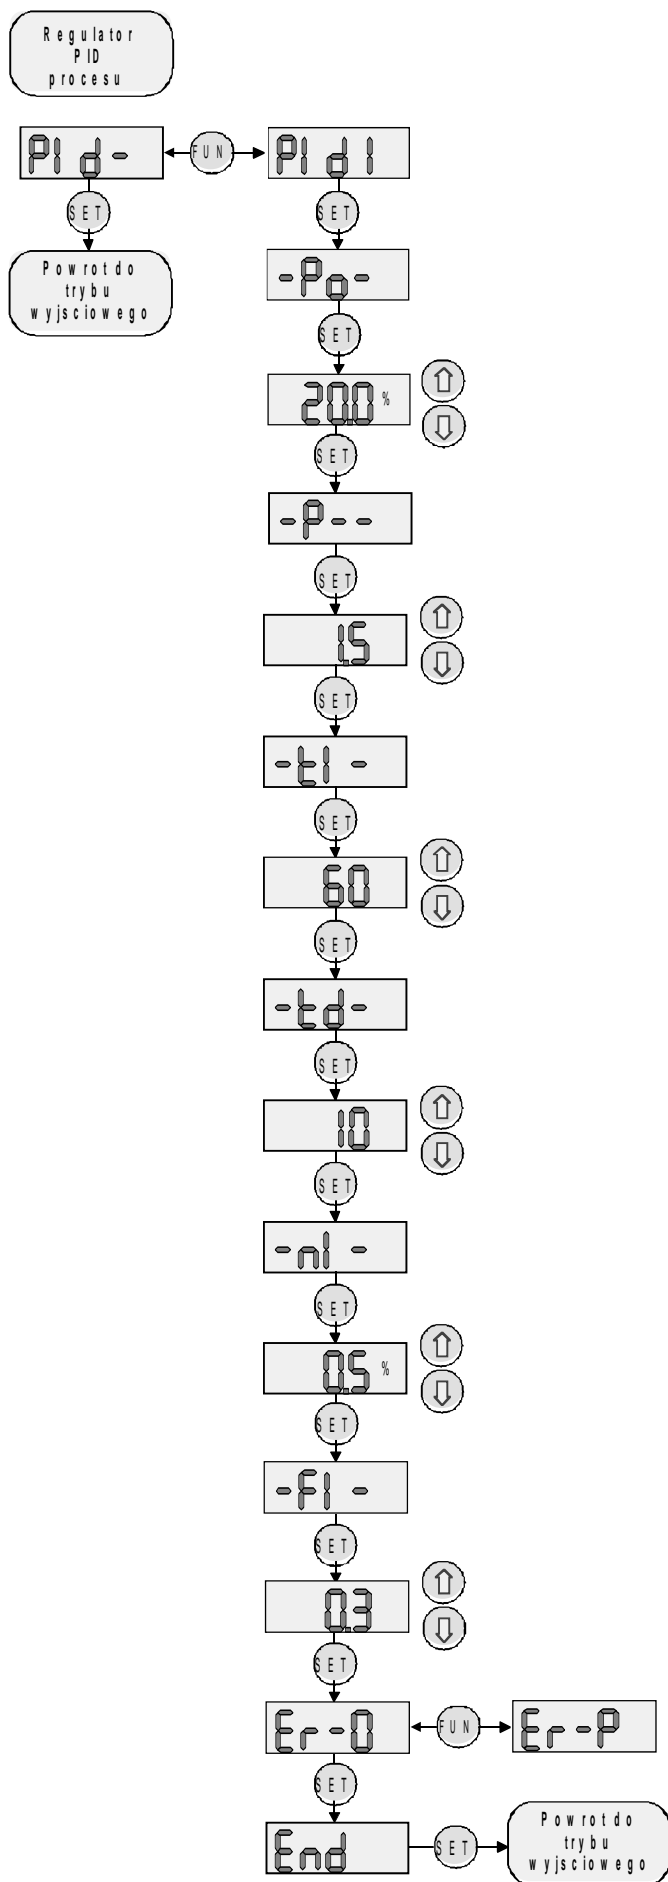 Regulator
PID
procesu
PId-
FUN
PId1
SET
SET
Powrot do
trybu
wyjsciowego
-Po-
SET
20.0 %
SET
-P--
SET
1.5
SET
-tI -
SET
60
SET
-td-
SET
10
SET
-nI -
SET
0.5 %
SET
-FI -
SET
0.3
SET
Er-0
FUN
Er-P
SET
End
SET
Powrot do
trybu
wyjsciowego